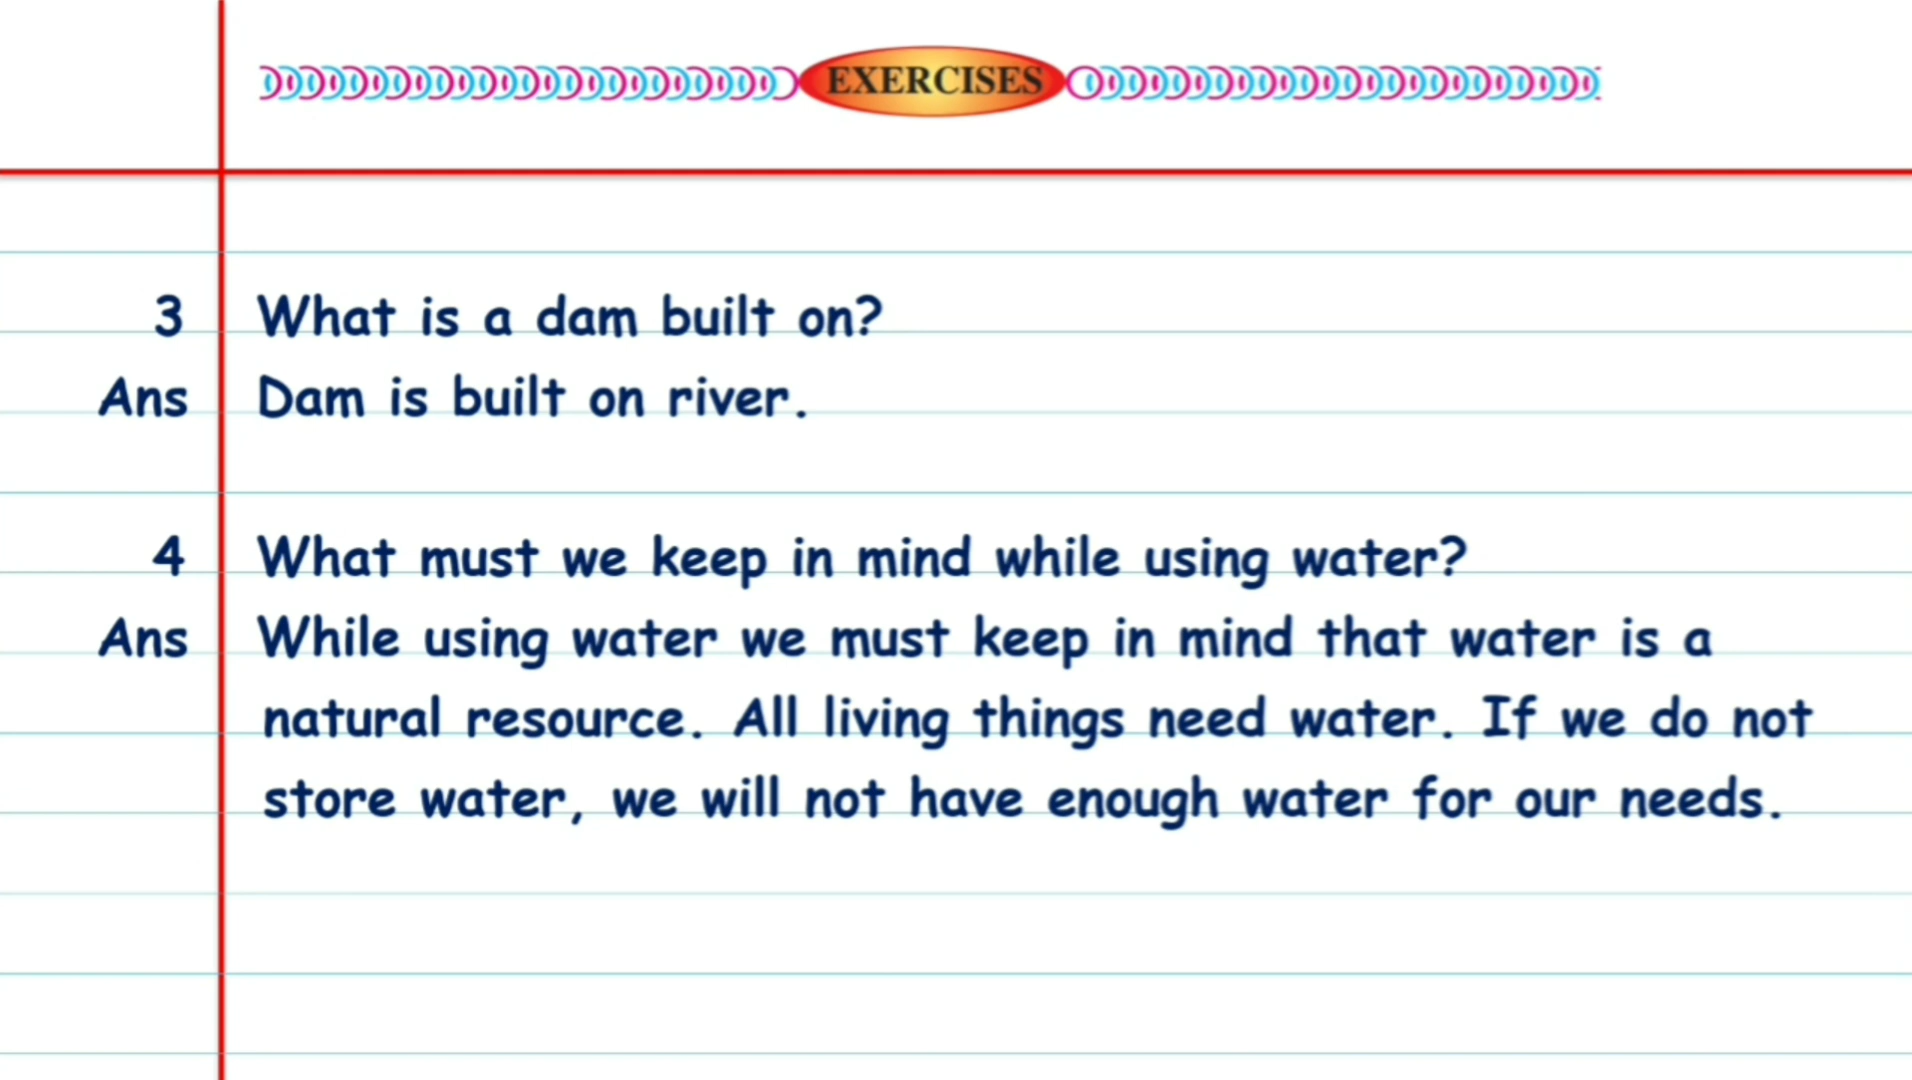 EXERCISES
3 What is a dam built on?
Ans Dam is built on river.
4 What must we keep in mind while using water?
Ans While using water we must keep in mind that water is a
natural resource. All living things need water. If we do not
store water, we will not have enough water for our needs.